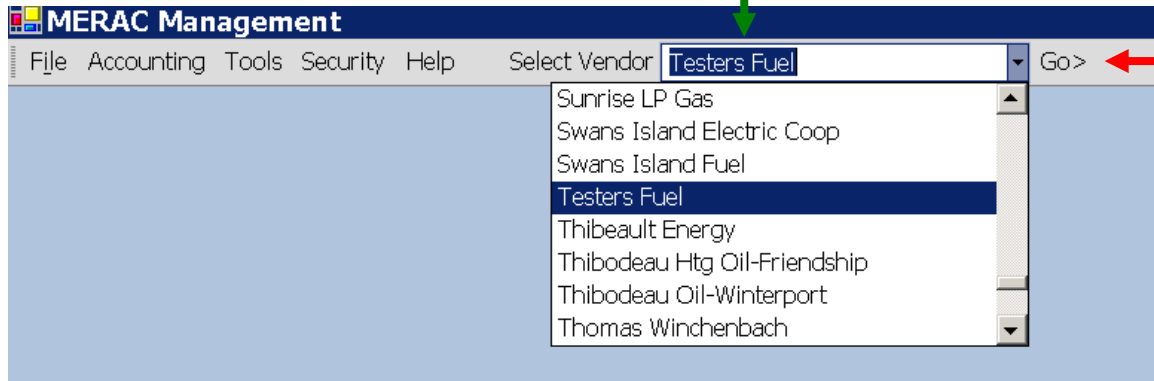 MERAC Management
File Accounting Tools Security Help Select Vendor Testers Fuel Go>
Sunrise LP Gas
Swans Island Electric Coop
Swans Island Fuel
Testers Fuel
Thibeault Energy
Thibodeau Htg Oil-Friendship
Thibodeau Oil-Winterport
Thomas Winchenbach